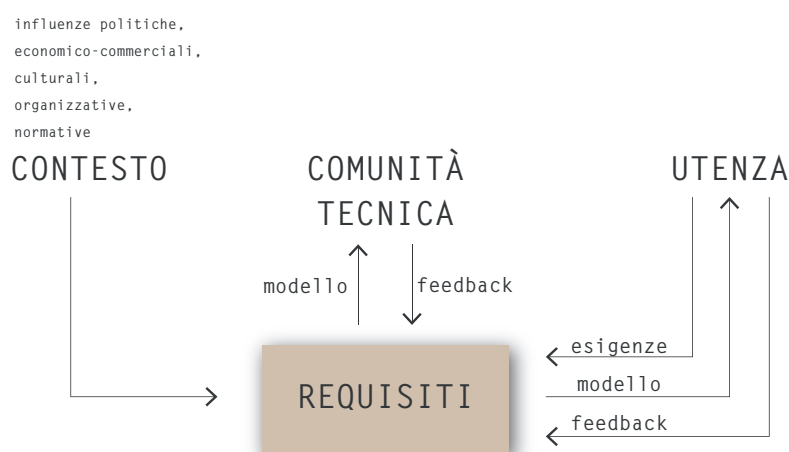 influenze politiche,
economico-commerciali,
culturali,
organizzative,
normative
CONTESTO
COMUNITÀ
TECNICA
UTENZA
modello
feedback
esigenze
modello
feedback
REQUISITI